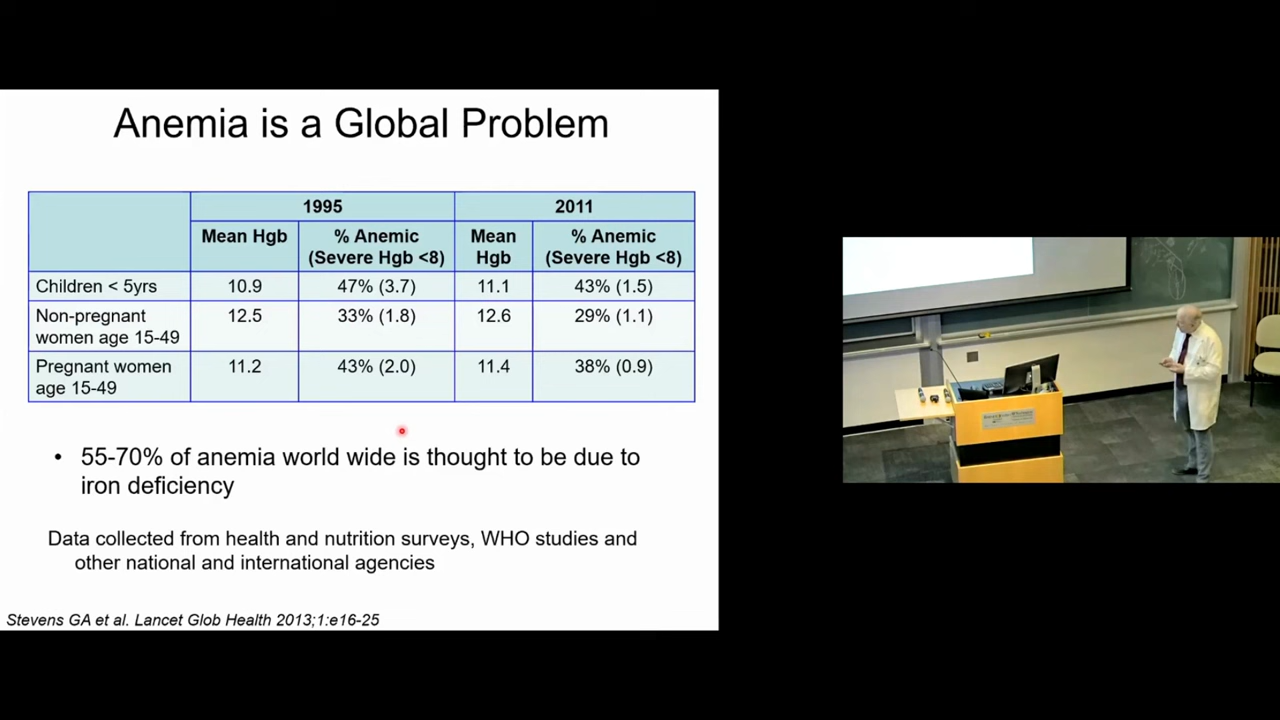 Anemia is a Global Problem
1995
2011
Mean Hgb
% Anemic
(Severe Hgb <8)
Mean
Hgb
% Anemic
(Severe Hgb <8)
Children < 5yrs
10.9
47% (3.7)
11.1
43% (1.5)
Non-pregnant
women age 15-49
12.5
33% (1.8)
12.6
29% (1.1)
Pregnant women
age 15-49
11.2
43% (2.0)
11.4
38% (0.9)
• 55-70% of anemia world wide is thought to be due to
iron deficiency
Data collected from health and nutrition surveys, WHO studies and
other national and international agencies
Stevens GA et al. Lancet Glob Health 2013;1:e16-25